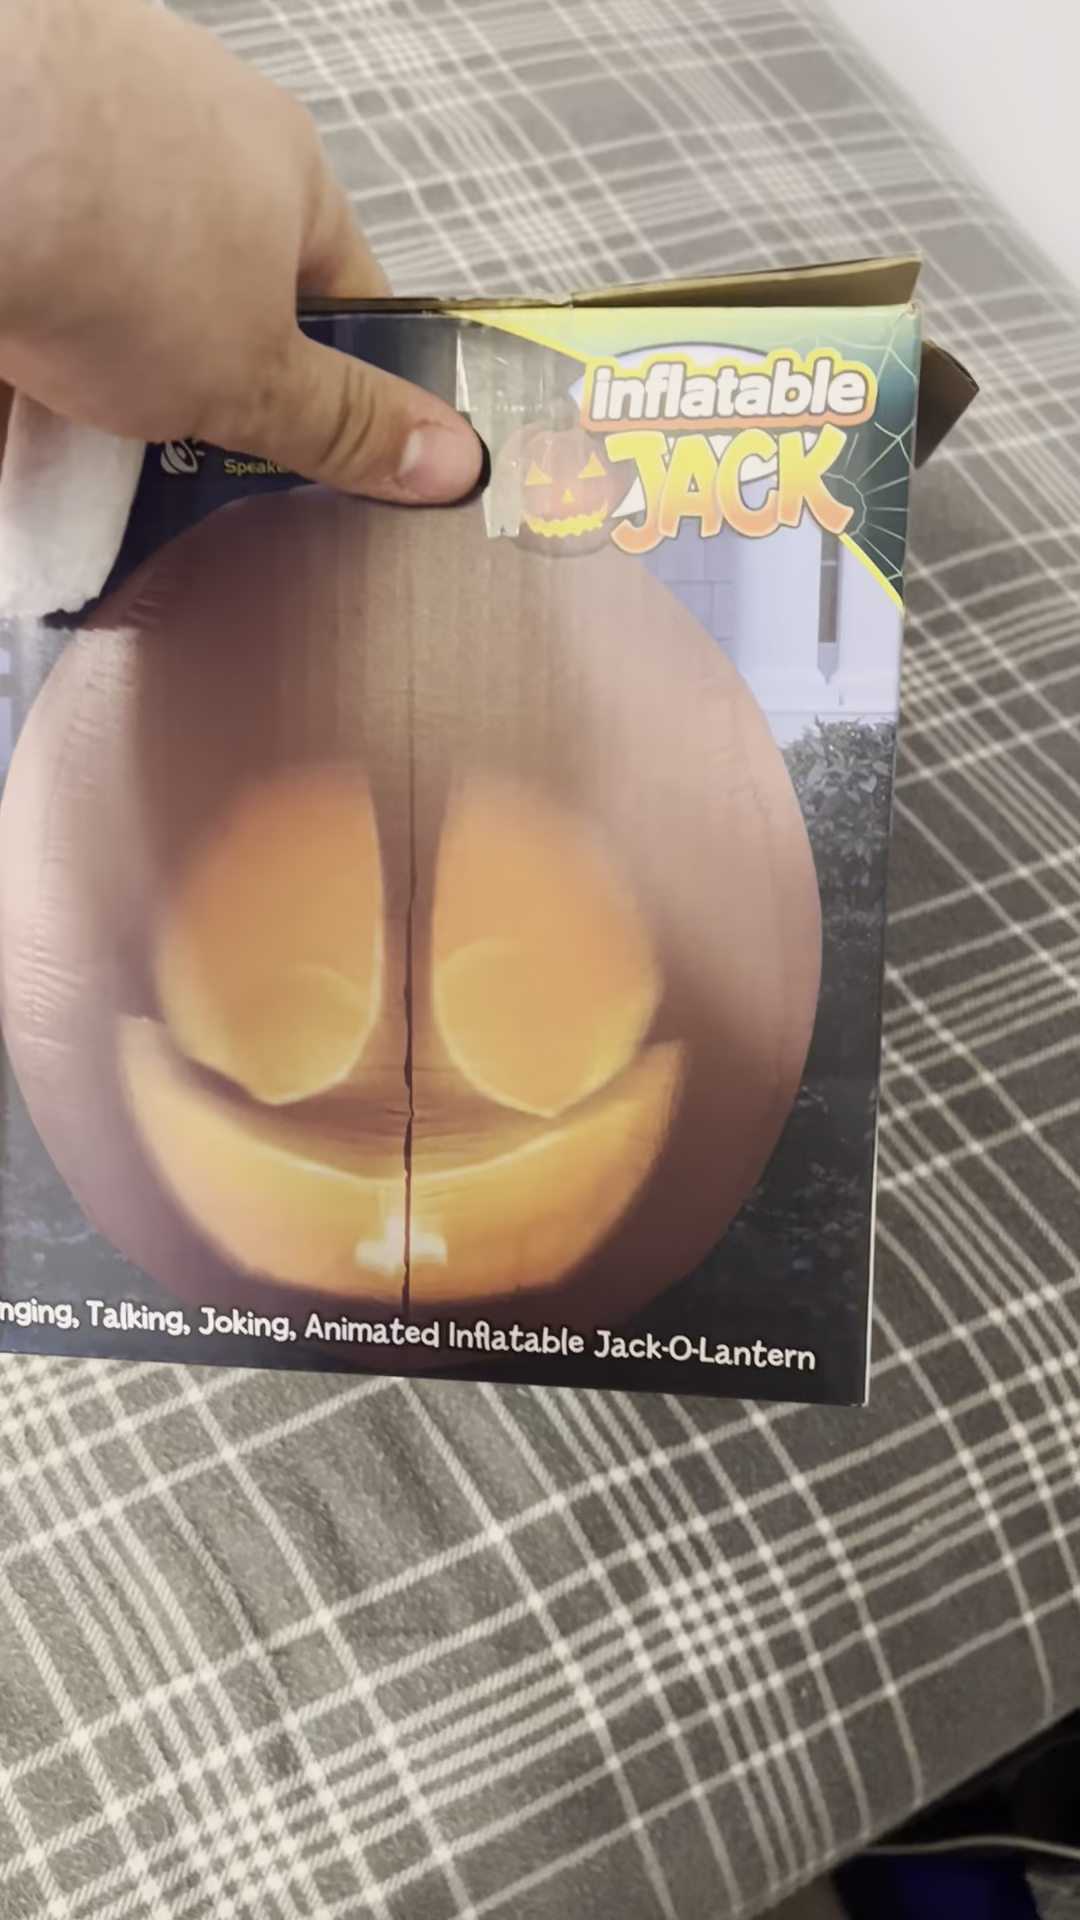 inflatable
JACK
nging, Talking, Joking, Animated Inflatable Jack-O-Lantern